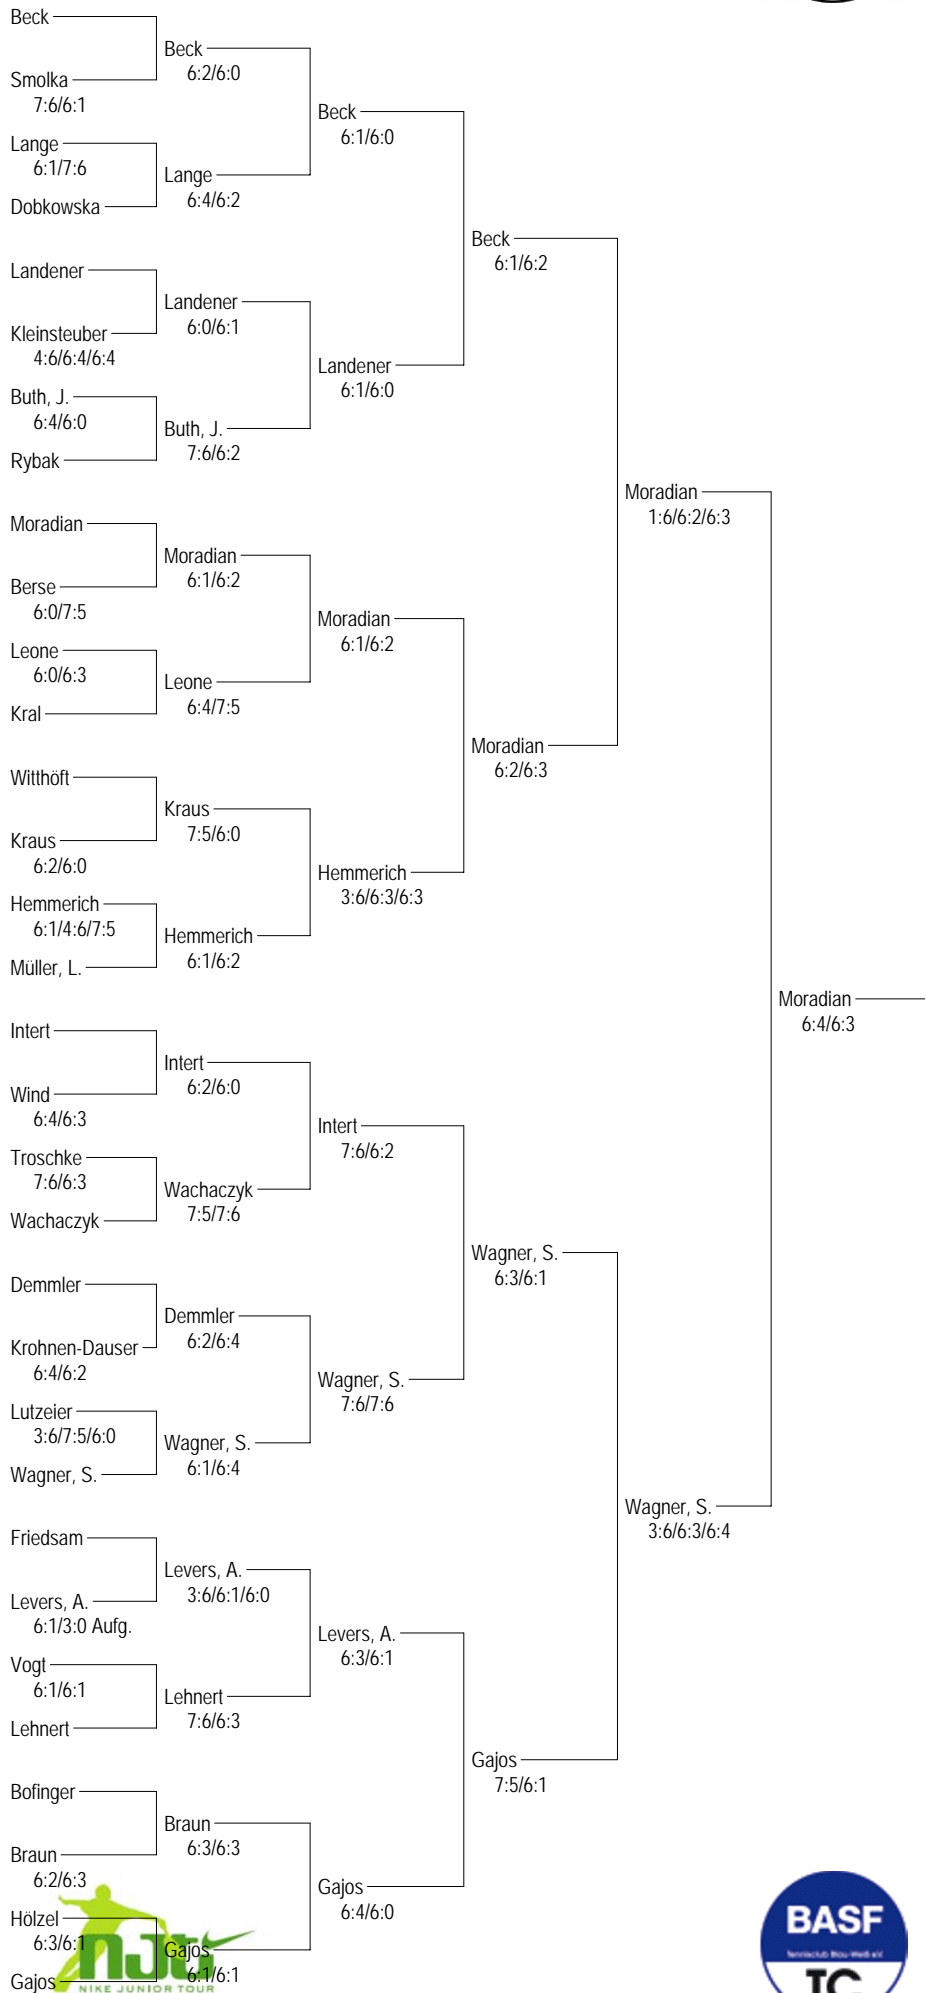 Beck
Smolka
7:6/6:1
Lange
6:1/7:6
Dobkowska
Landener
Kleinsteuber
4:6/6:4/6:4
Buth, J.
6:4/6:0
Rybak
Moradian
Berse
6:0/7:5
Leone
6:0/6:3
Kral
Witthöft
Kraus
6:2/6:0
Hemmerich
6:1/4:6/7:5
Müller, L.
Intert
Wind
6:4/6:3
Troschke
7:6/6:3
Wachaczyk
Demmler
Krohnen-Dauser
6:4/6:2
Lutzeier
3:6/7:5/6:0
Wagner, S.
Friedsam
Levers, A.
6:1/3:0 Aufg.
Vogt
6:1/6:1
Lehnert
Bofinger
Braun
6:2/6:3
Hölzel
6:3/6:1
Gajos
Beck
6:2/6:0
Lange
6:4/6:2
Landener
6:0/6:1
Buth, J.
7:6/6:2
Moradian
6:1/6:2
Leone
6:4/7:5
Kraus
7:5/6:0
Hemmerich
6:1/6:2
Intert
6:2/6:0
Wachaczyk
7:5/7:6
Demmler
6:2/6:4
Wagner, S.
6:1/6:4
Levers, A.
3:6/6:1/6:0
Lehnert
7:6/6:3
Braun
6:3/6:3
Gajos
6:1/6:1
Beck
6:1/6:0
Landener
6:1/6:0
Moradian
6:1/6:2
Hemmerich
3:6/6:3/6:3
Intert
7:6/6:2
Wagner, S.
7:6/7:6
Levers, A.
6:3/6:1
Gajos
6:4/6:0
Beck
6:1/6:2
Moradian
6:2/6:3
Wagner, S.
6:3/6:1
Gajos
7:5/6:1
Moradian
1:6/6:2/6:3
Wagner, S.
3:6/6:3/6:4
Moradian
6:4/6:3
njt
NIKE JUNIOR TOUR
BASF
Tennisclub Blau-Weiß e.V.
TC